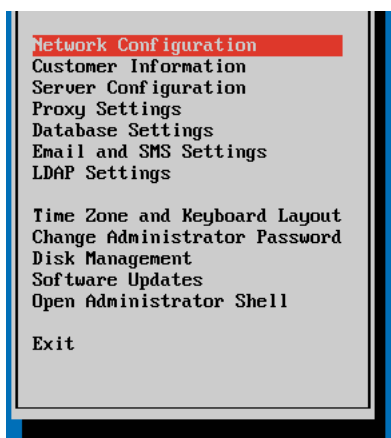 Network Configuration
Customer Information
Server Configuration
Proxy Settings
Database Settings
Email and SMS Settings
LDAP Settings
Time Zone and Keyboard Layout
Change Administrator Password
Disk Management
Software Updates
Open Administrator Shell
Exit